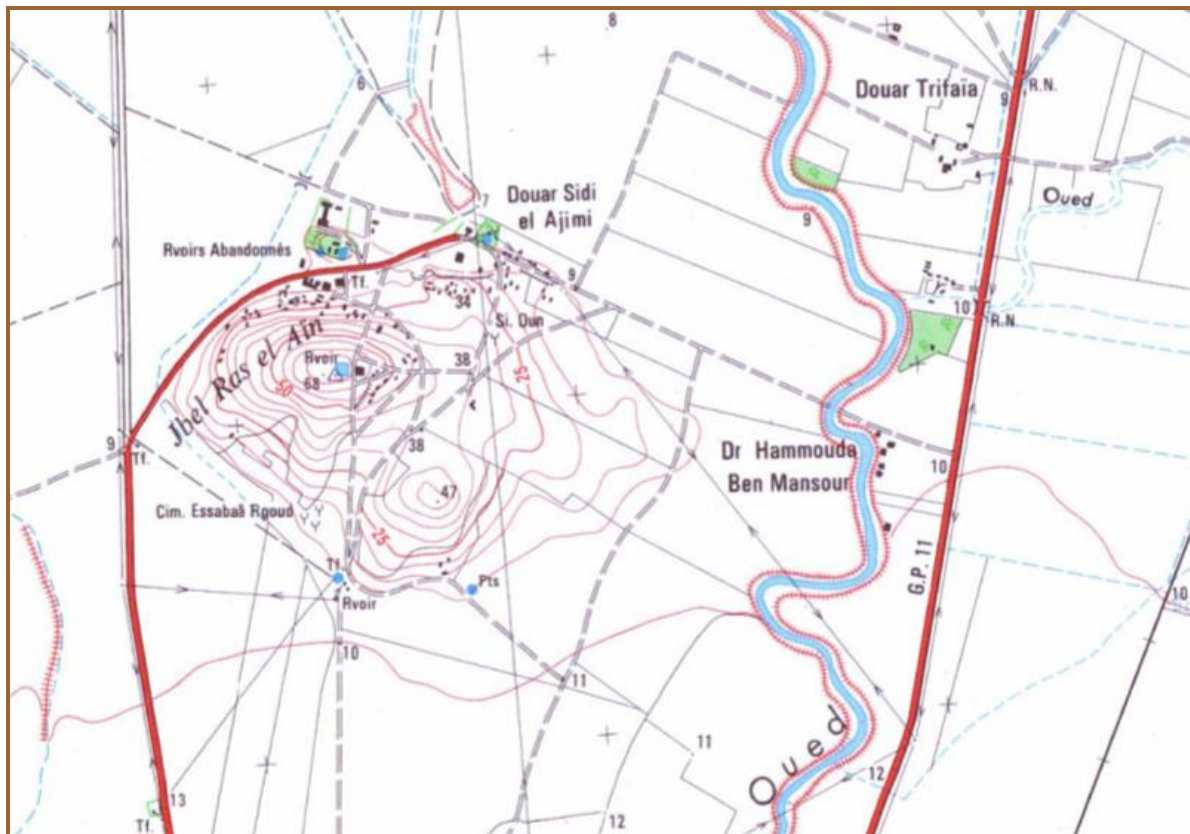 8
6
Douar Trifaïa
9
R.N.
7
Douar Sidi
el Ajimi
Oued
9
Rvoirs Abandonnés
9
Tf.
34
10
R.N.
Si. Oun
Jbel Ras el Aïn
Rvoir
68
50
38
25
9
Tf.
38
Dr Hammouda
Ben Mansour
10
47
Cim. Essabaâ Rgoud
25
G.P. 11
Tf
Pts
Rvoir
10
10
11
11
Oued
12
13
Tf.
12